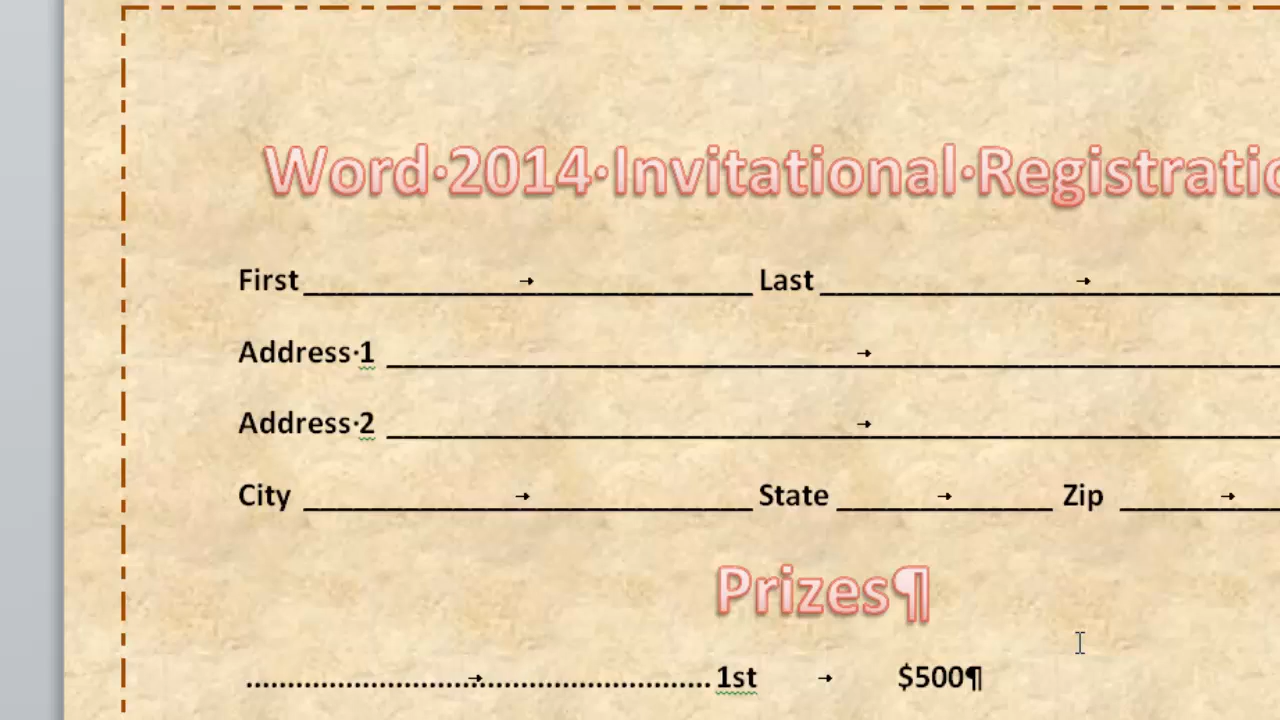 Word·2014·Invitational·Registratio
First → Last →
Address·1 →
Address·2 →
City → State → Zip →
Prizes¶
........................→............................ 1st → $500¶